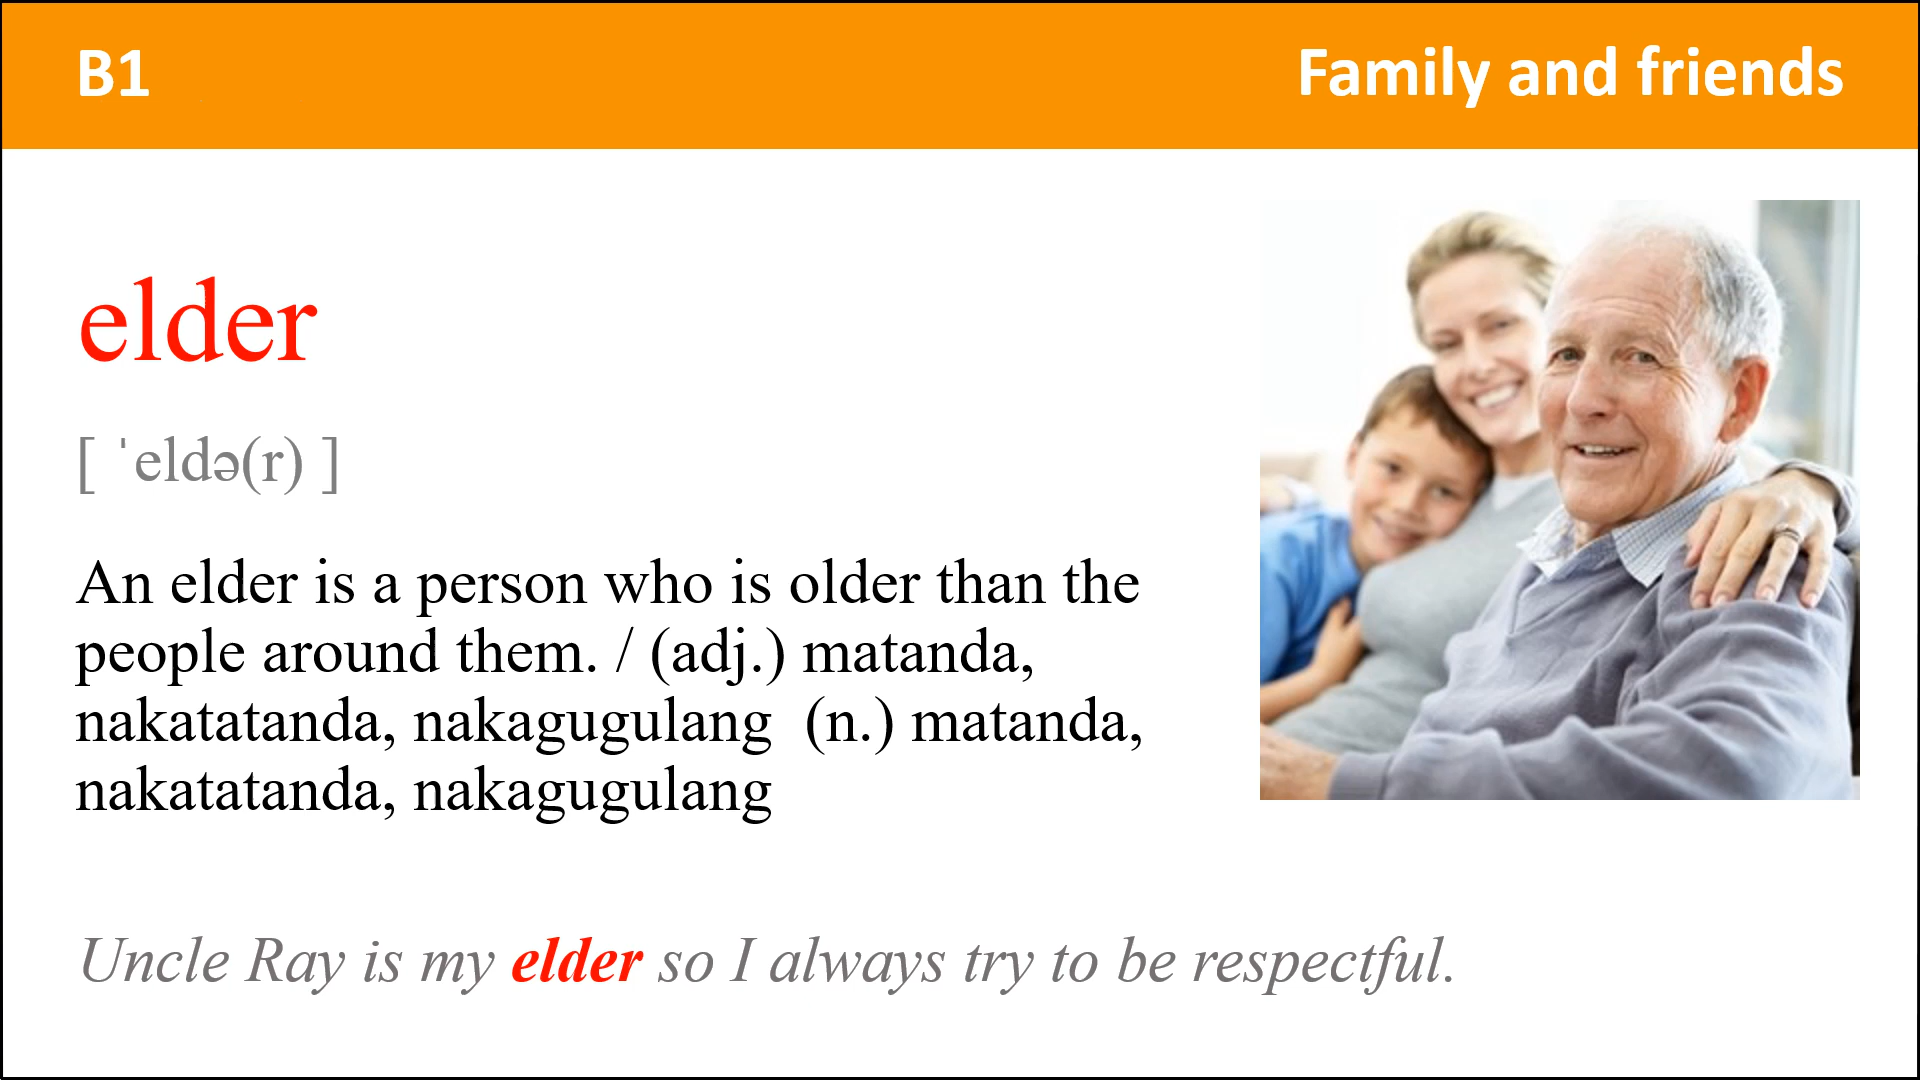 B1
Family and friends
elder
[ ˈeldə(r) ]
An elder is a person who is older than the
people around them. / (adj.) matanda,
nakatatanda, nakagugulang  (n.) matanda,
nakatatanda, nakagugulang
Uncle Ray is my elder so I always try to be respectful.